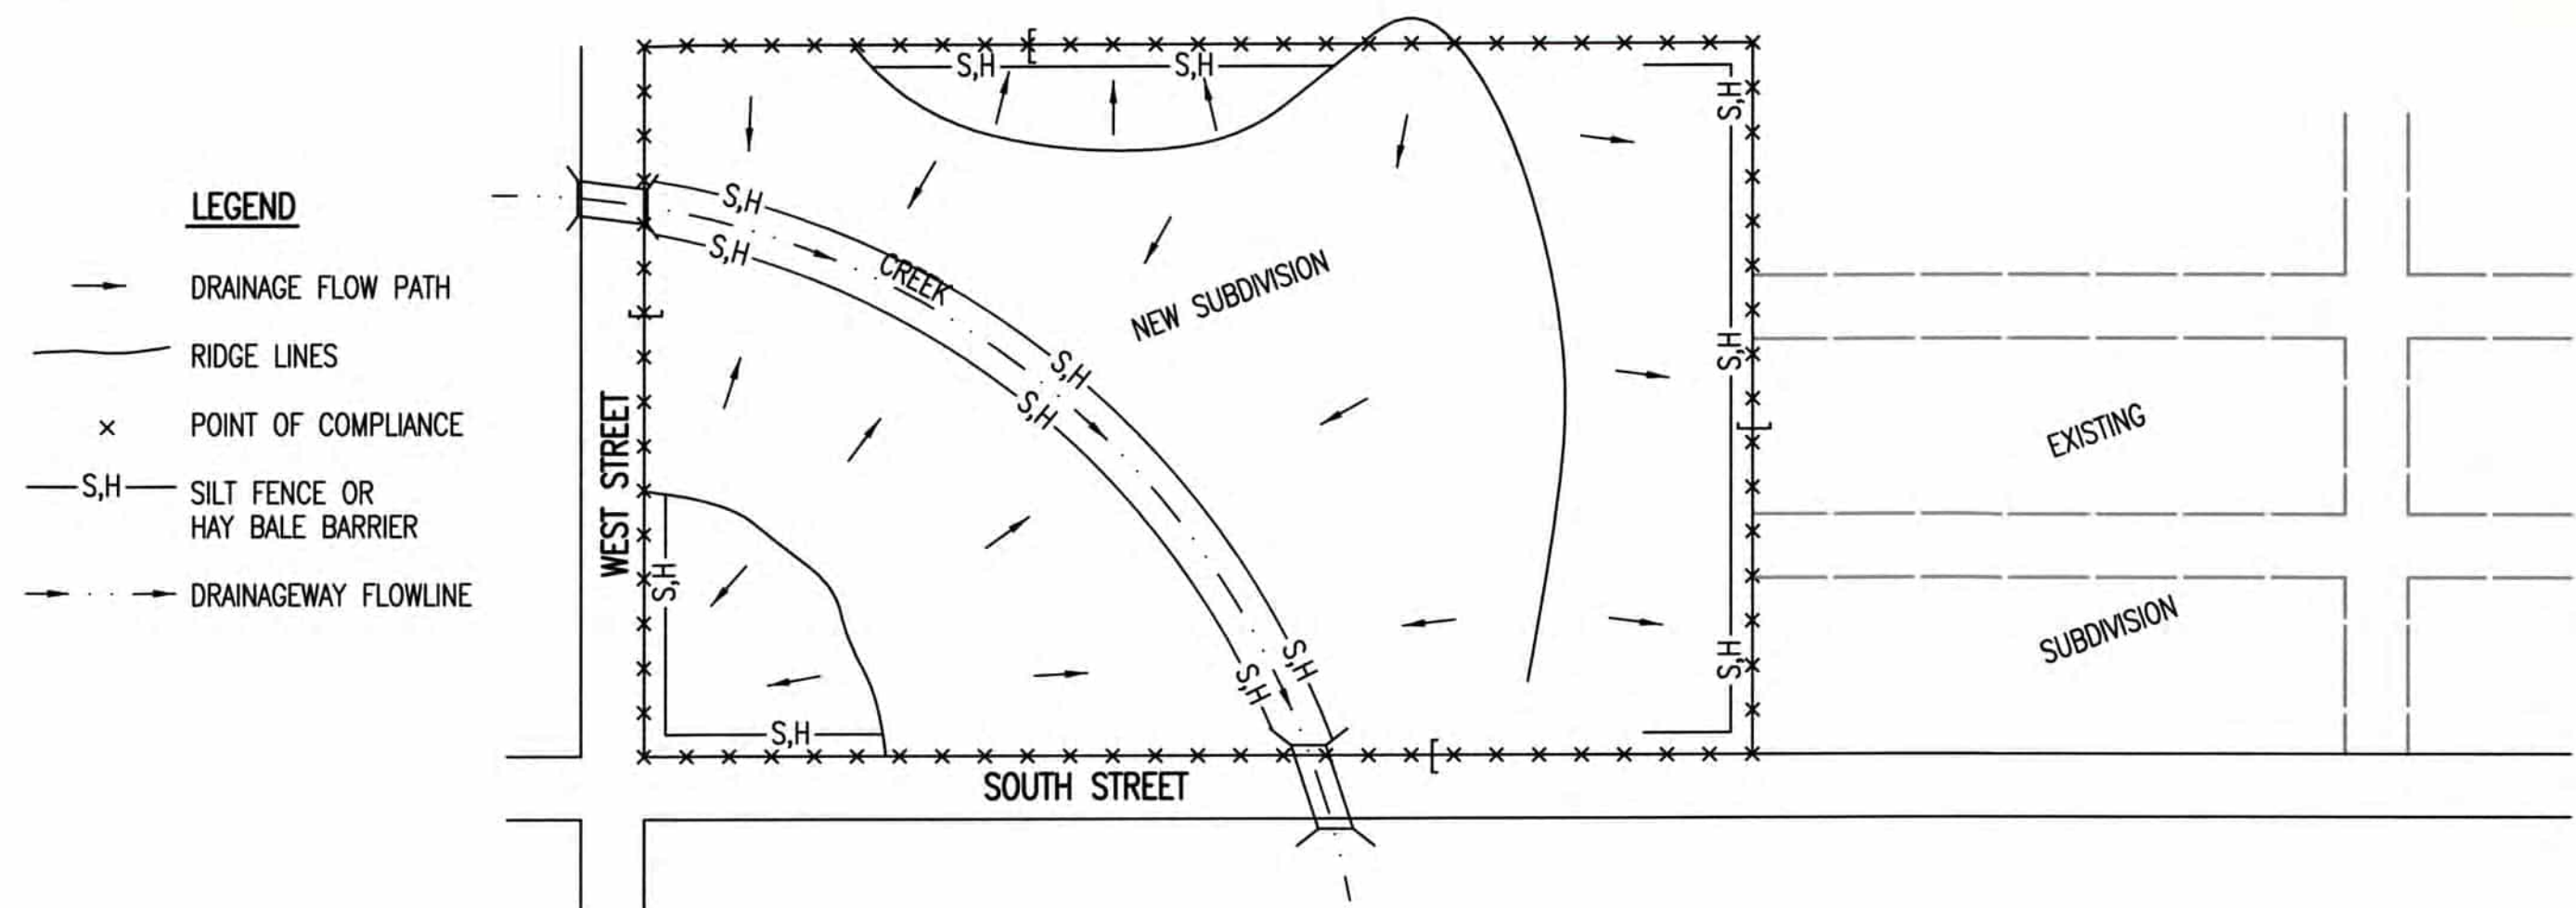 LEGEND
DRAINAGE FLOW PATH
RIDGE LINES
× POINT OF COMPLIANCE
S,H SILT FENCE OR
HAY BALE BARRIER
DRAINAGEWAY FLOWLINE
S,H
S,H
S,H
S,H
CREEK
NEW SUBDIVISION
S,H
S,H
S,H
S,H
WEST STREET
S,H
S,H
S,H
S,H
S,H
SOUTH STREET
EXISTING
SUBDIVISION